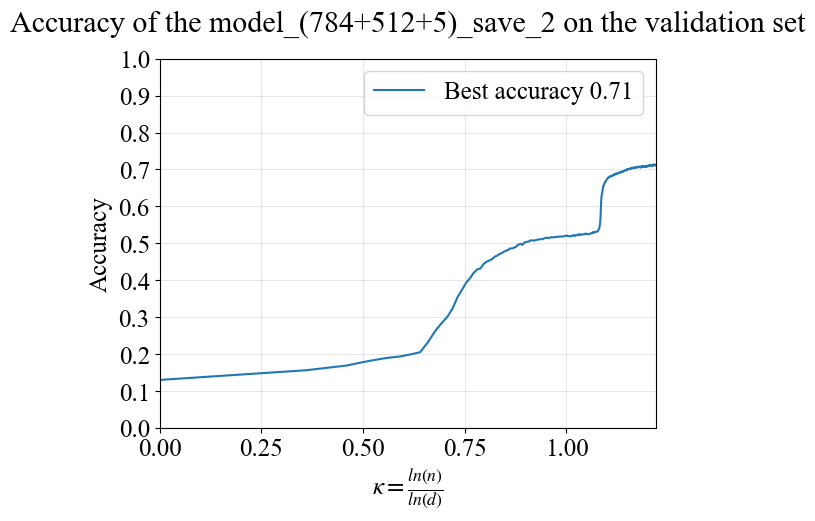 Accuracy of the model_(784+512+5)_save_2 on the validation set
Best accuracy 0.71
Accuracy
1.0
0.9
0.8
0.7
0.6
0.5
0.4
0.3
0.2
0.1
0.0
0.00 0.25 0.50 0.75 1.00
κ = ln(n) / ln(d)